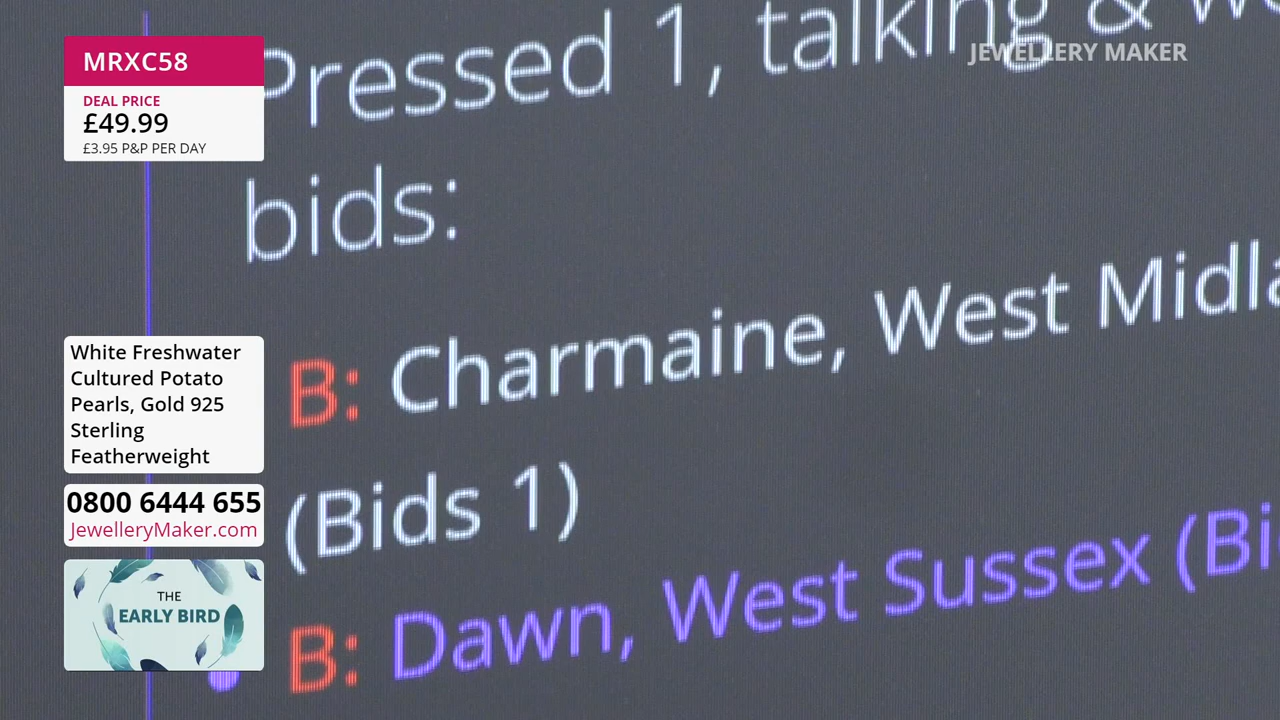 MRXC58
DEAL PRICE
£49.99
£3.95 P&P PER DAY
JEWELLERY MAKER
Pressed 1, talking &
bids:
B: Charmaine, West
(Bids 1)
B: Dawn, West Sussex
White Freshwater
Cultured Potato
Pearls, Gold 925
Sterling
Featherweight
0800 6444 655
JewelleryMaker.com
THE
EARLY BIRD